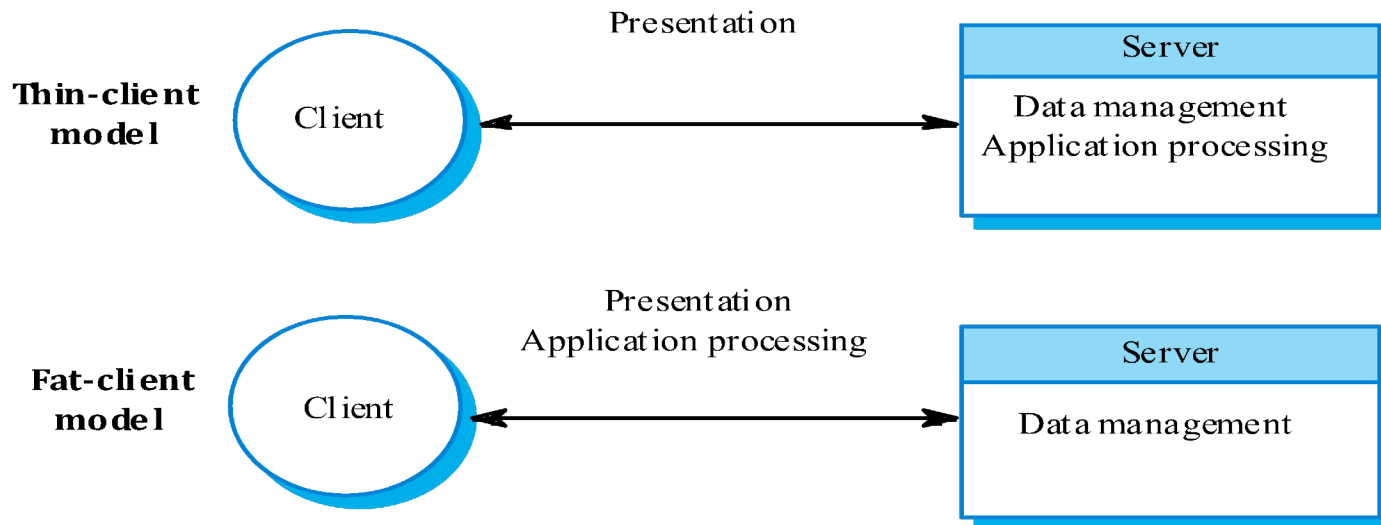 Presentation
Thin-client
model
Client
Server
Data management
Application processing
Presentation
Application processing
Fat-client
model
Client
Server
Data management